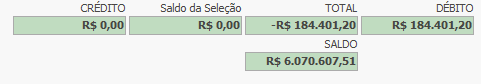 CRÉDITO Saldo da Seleção TOTAL DÉBITO
R$ 0,00 R$ 0,00 -R$ 184.401,20 R$ 184.401,20
SALDO
R$ 6.070.607,51